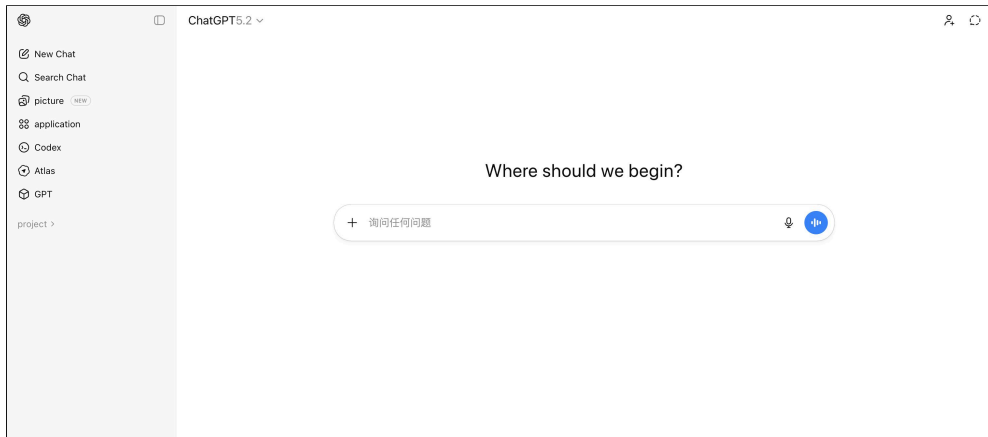 ChatGPT5.2
New Chat
Search Chat
picture NEW
application
Codex
Atlas
GPT
project
Where should we begin?
询问任何问题